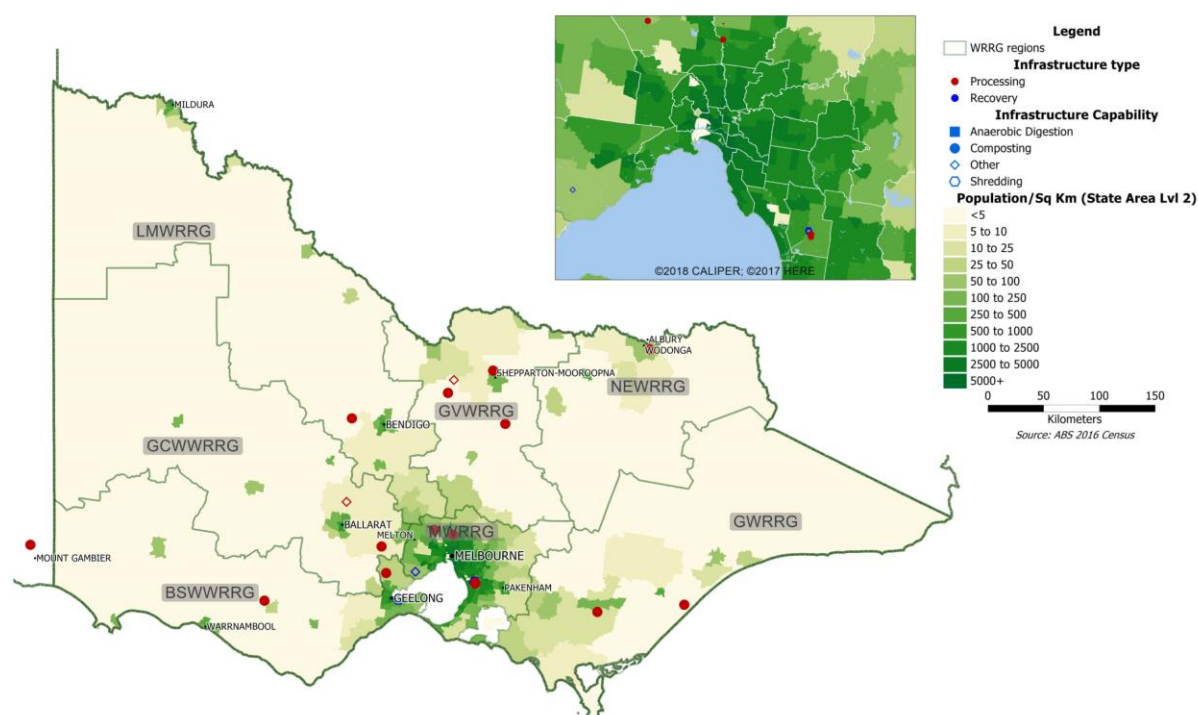 ©2018 CALIPER; ©2017 HERE
Legend
WRRG regions
Infrastructure type
Processing
Recovery
Infrastructure Capability
Anaerobic Digestion
Composting
Other
Shredding
Population/Sq Km (State Area Lvl 2)
<5
5 to 10
10 to 25
25 to 50
50 to 100
100 to 250
250 to 500
500 to 1000
1000 to 2500
2500 to 5000
5000+
0 50 100 150
Kilometers
Source: ABS 2016 Census
MILDURA
LMWRRG
ALBURY
WODONGA
SHEPPARTON-MOOROOPNA
NEWRRG
GVWRRG
BENDIGO
GCWWRRG
BALLARAT
MELTON
MWRRG
GWRRG
MELBOURNE
MOUNT GAMBIER
PAKENHAM
BSWWRRG
GEELONG
WARRNAMBOOL